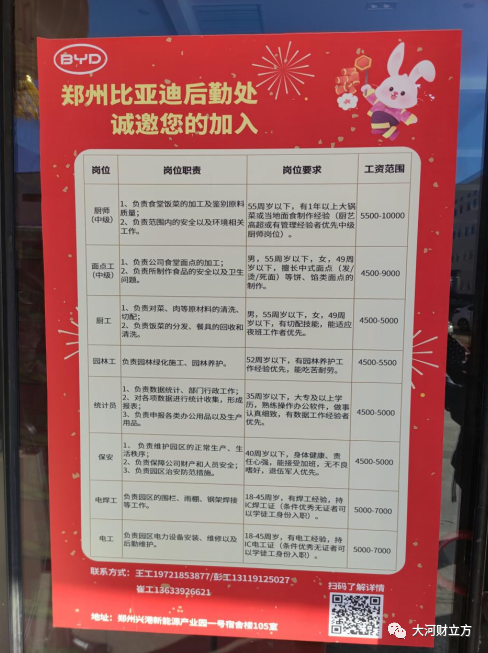 BYD
郑州比亚迪后勤处
诚邀您的加入
岗位 岗位职责 岗位要求 工资范围
厨师
(中级)
1、负责食堂饭菜的加工及鉴别原料
质量；
2、负责范围内的安全以及环境相关
工作。
55周岁以下，有1年以上大锅
菜或当地面食制作经验（厨艺
高超或有管理经验者优先中级
厨师岗位）。
5500-10000
面点工
(中级)
1、负责公司食堂面点的加工；
2、负责所制作食品的安全以及卫生
问题。
男，55周岁以下，女，49周
岁以下，擅长中式面点（发/
烫/死面）等饼、馅类面点的
制作。
4500-9000
厨工
1、负责对菜、肉等原材料的清洗、
切配；
2、负责饭菜的分发、餐具的回收和
清洗。
男，55周岁以下，女，49周
岁以下，有切配技能，能适应
夜班工作者优先。
4500-5000
园林工
负责园林绿化施工、园林养护。
52周岁以下，有园林养护工
作经验优先，能吃苦耐劳。
4500-5500
统计员
1、负责数据统计、部门行政工作；
2、对各项数据进行统计收集，形成
报表；
3、负责申报各类办公用品以及生产
用品。
35周岁以下，大专及以上学
历，熟练操作办公软件，做事
认真细致，有数据工作经验者
优先。
4500-5000
保安
1、 负责维护园区的正常生产、生
活秩序；
2、负责保障公司财产和人员安全；
3、负责园区治安防范措施。
40周岁以下，身体健康、责
任心强，能接受加班，无不良
嗜好，退伍军人优先。
4500-5000
电焊工
负责园区的围栏、雨棚、钢架焊接
等工作。
18-45周岁，有焊工经验，持
IC焊工证（条件优秀无证者可
以学徒工身份入职）。
5000-7000
电工
负责园区电力设备安装、维修以及
后勤维护。
18-45周岁，有电工经验，持
IC电工证（条件优秀无证者可
以学徒工身份入职）。
5000-7000
联系方式：王工19721853877/彭工13119125027
崔工13633926621
扫码了解详情
地址：郑州兴港新能源产业园一号宿舍楼105室
大河财立方